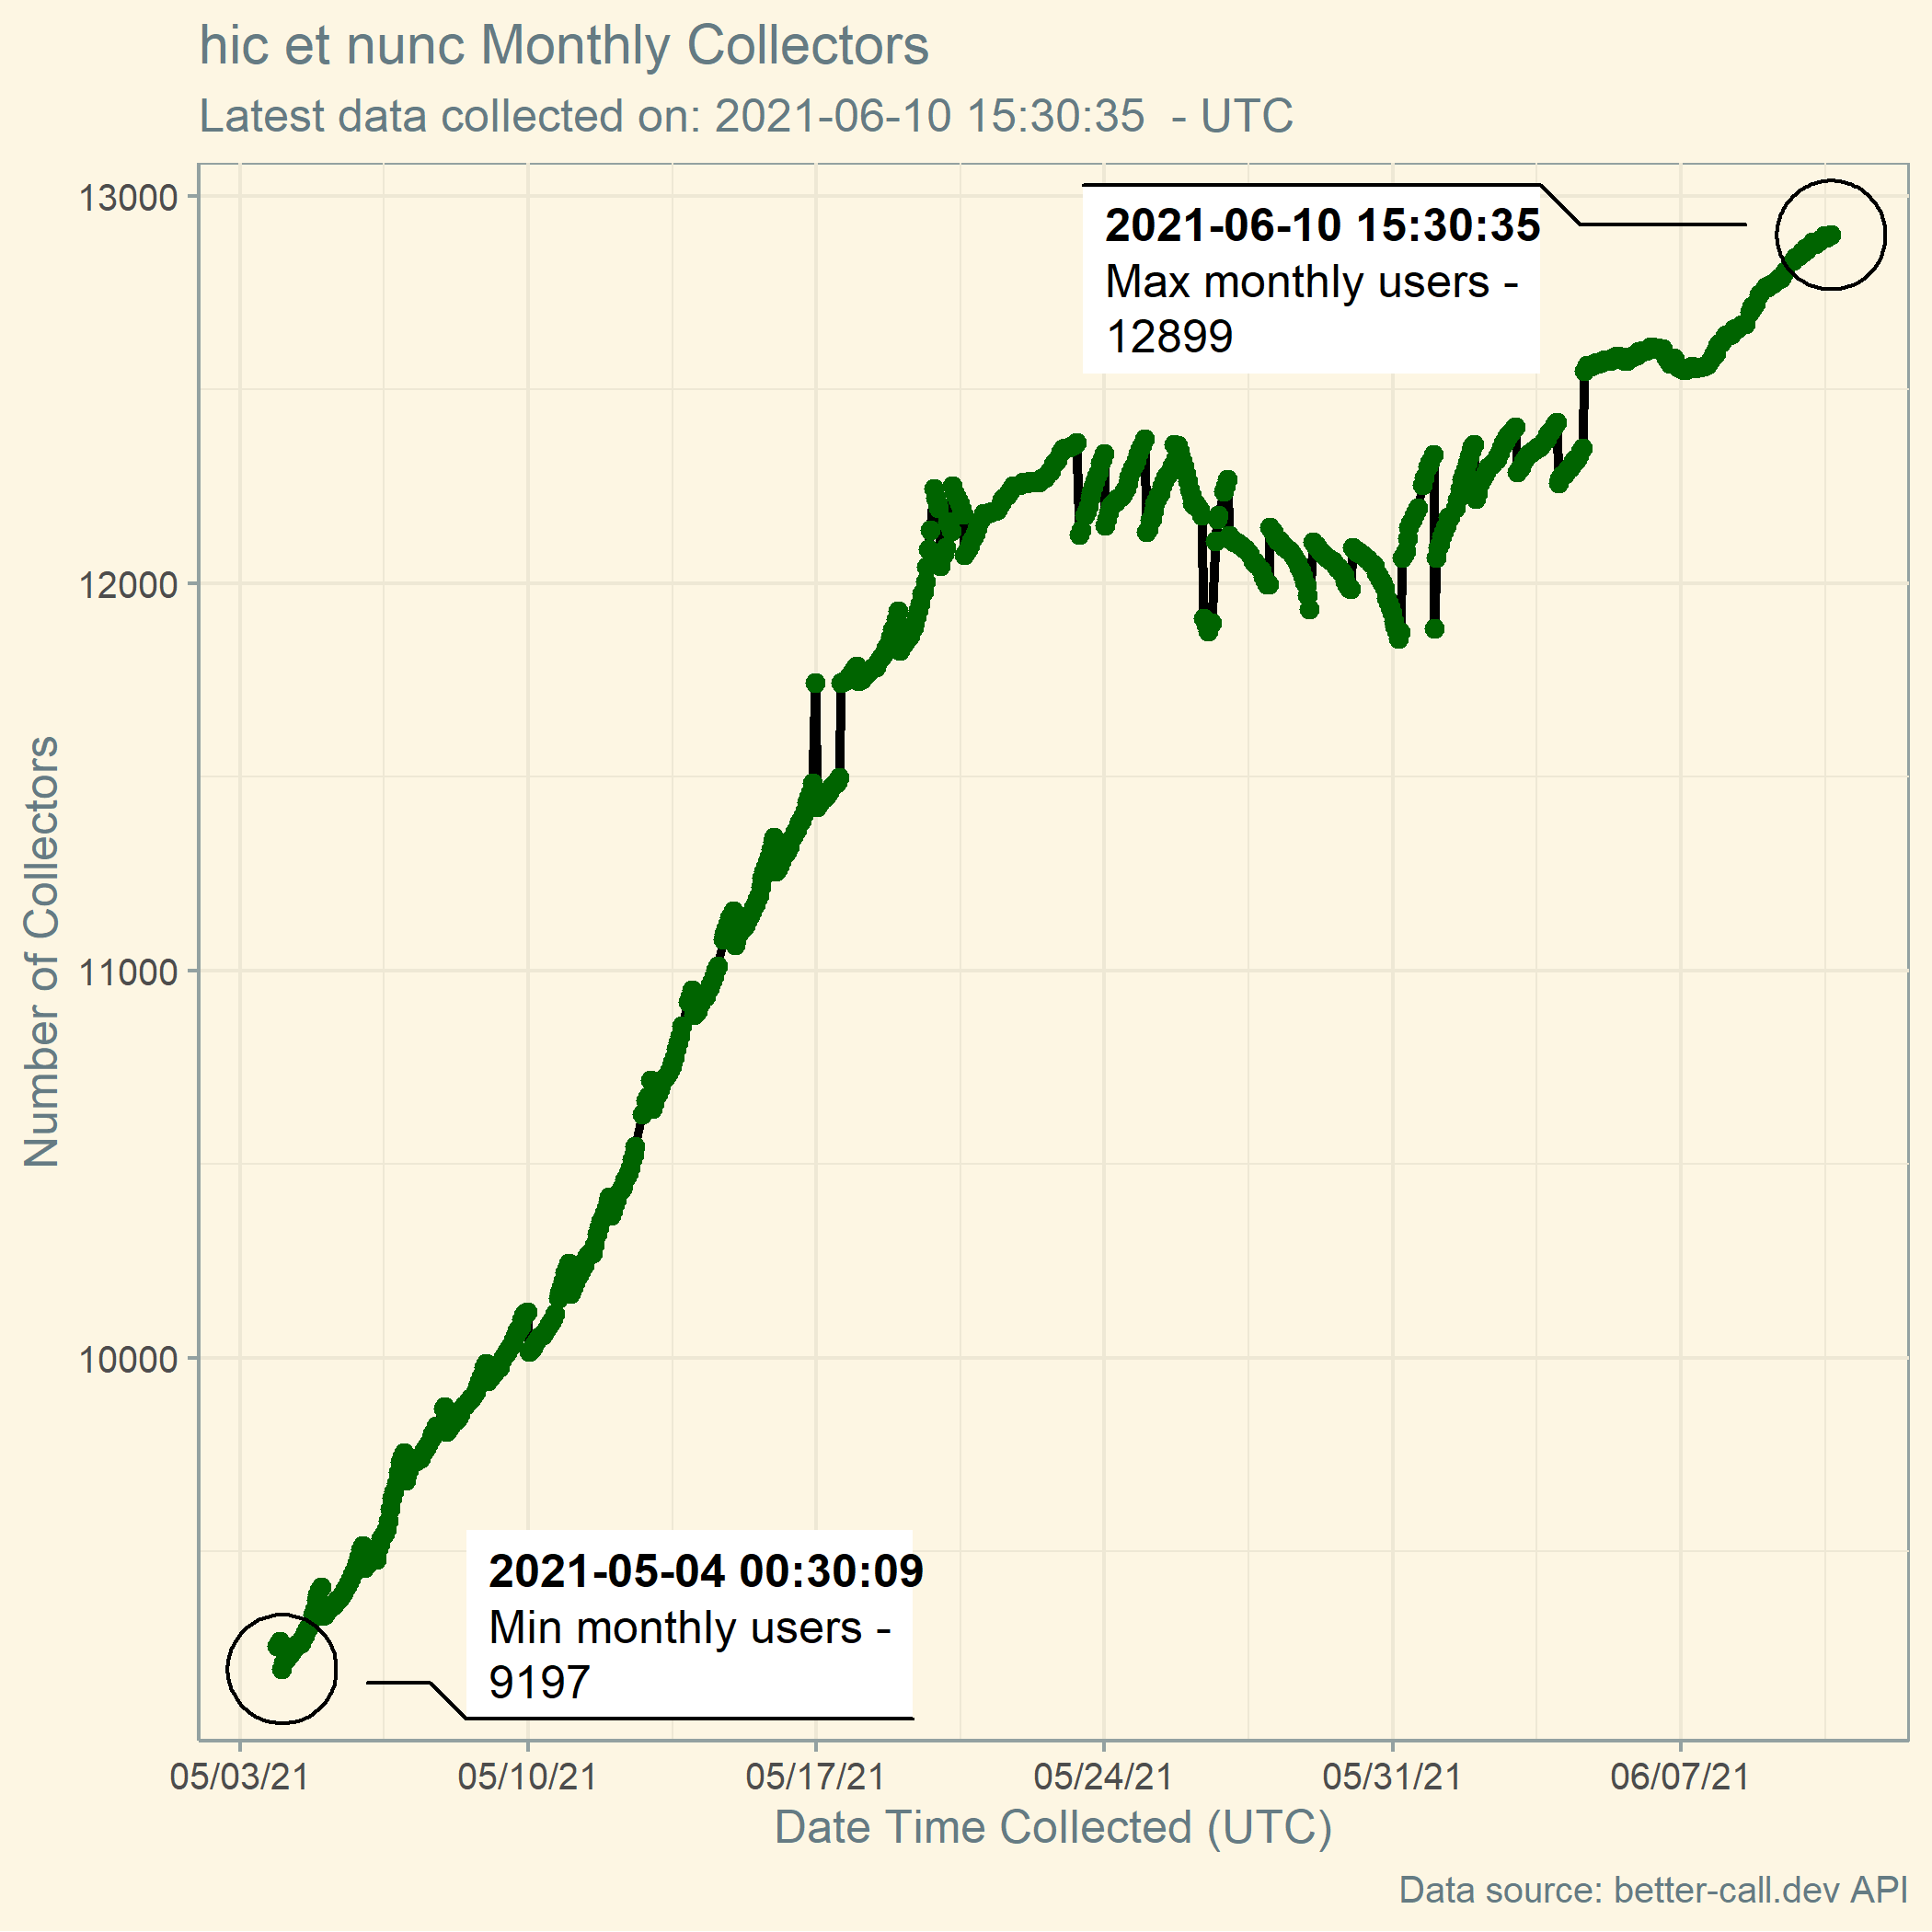 hic et nunc Monthly Collectors
Latest data collected on: 2021-06-10 15:30:35  - UTC
13000
12000
11000
10000
Number of Collectors
2021-06-10 15:30:35
Max monthly users -
12899
2021-05-04 00:30:09
Min monthly users -
9197
05/03/21
05/10/21
05/17/21
05/24/21
05/31/21
06/07/21
Date Time Collected (UTC)
Data source: better-call.dev API